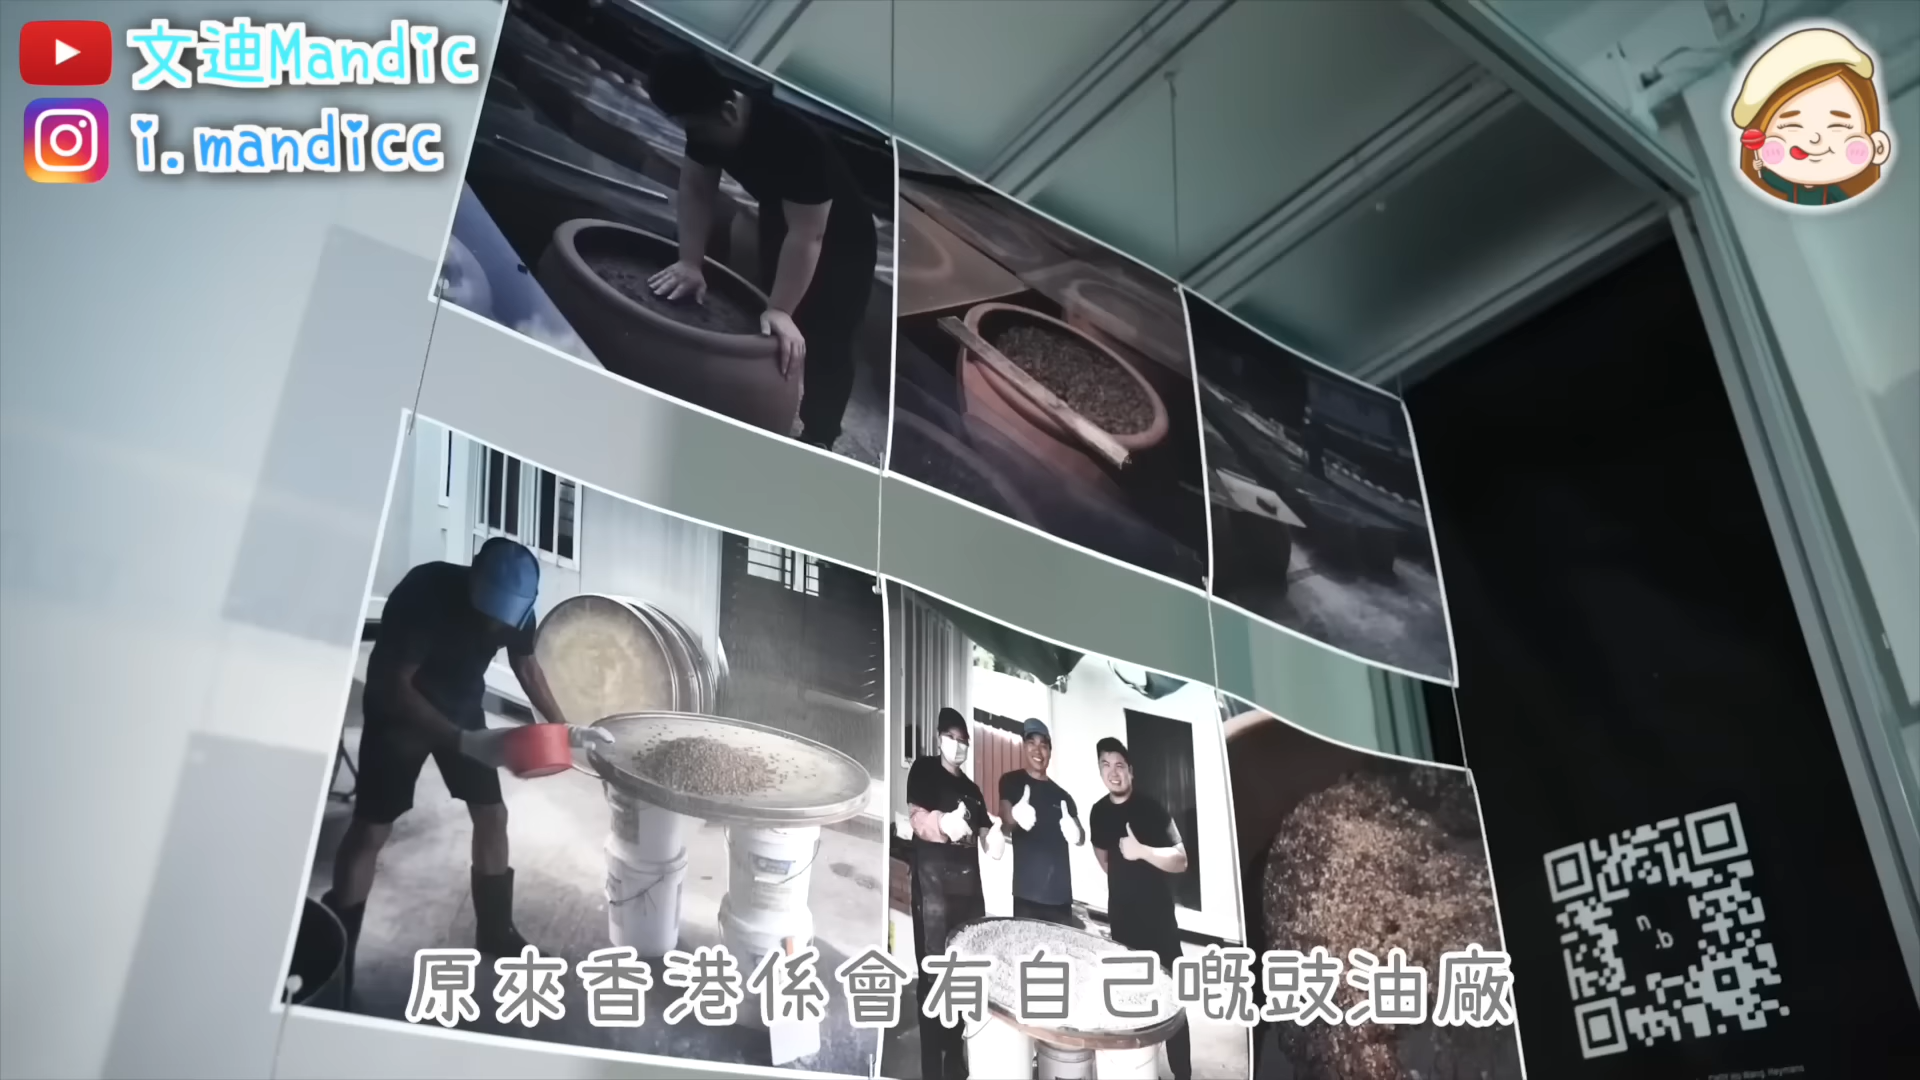 文迪Mandic
i.mandicc
n
.b
原來香港係會有自己嘅豉油廠